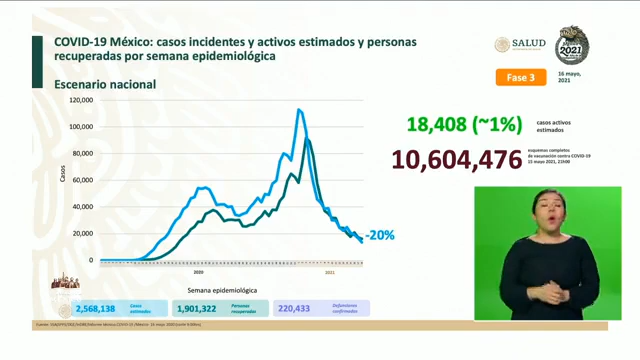 COVID-19 México: casos incidentes y activos estimados y personas
recuperadas por semana epidemiológica
SALUD
2021
Fase 3
16 mayo,
2021
Escenario nacional
120,000
100,000
80,000
60,000
40,000
20,000
0
Casos
2020
2021
Semana epidemiológica
-20%
18,408 (~1%)
casos activos
estimados
10,604,476
esquemas completos
de vacunación contra COVID-19
15 mayo 2021, 21h00
2,568,138
Casos
estimados
1,901,322
Personas
recuperadas
220,433
Defunciones
confirmadas